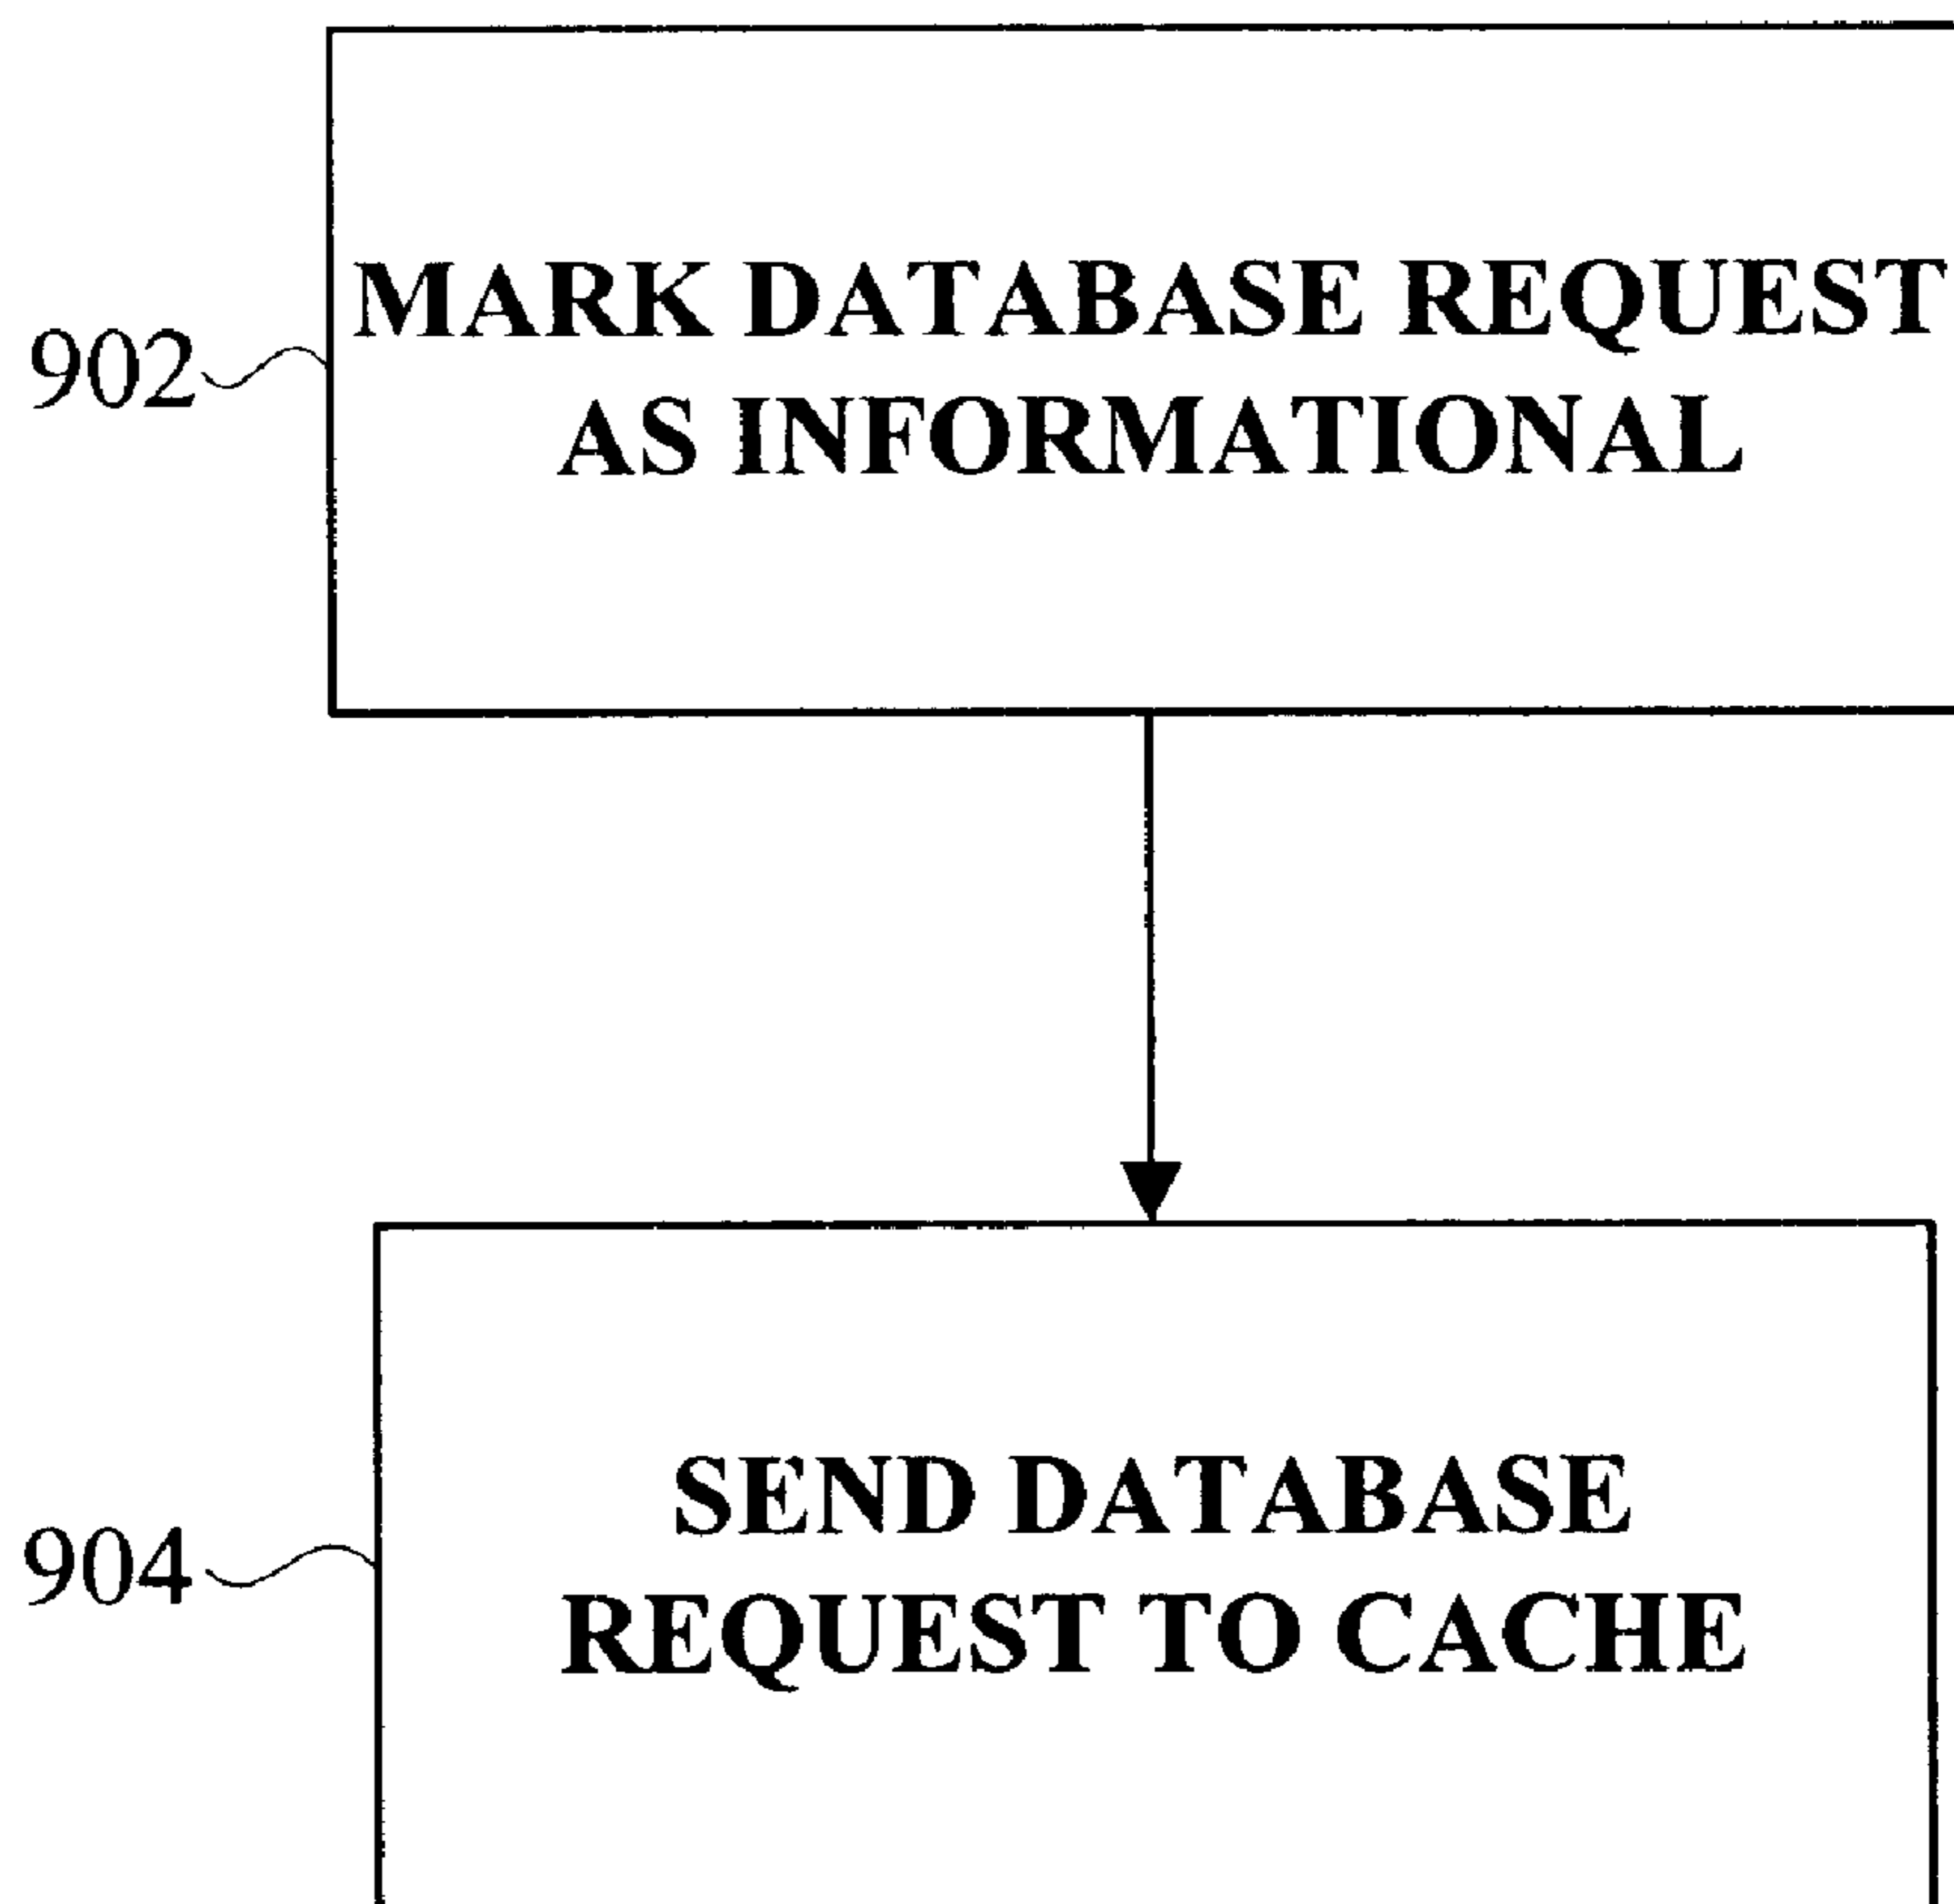 MARK DATABASE REQUEST
902
AS INFORMATIONAL
SEND DATABASE
904
REQUEST TO CACHE